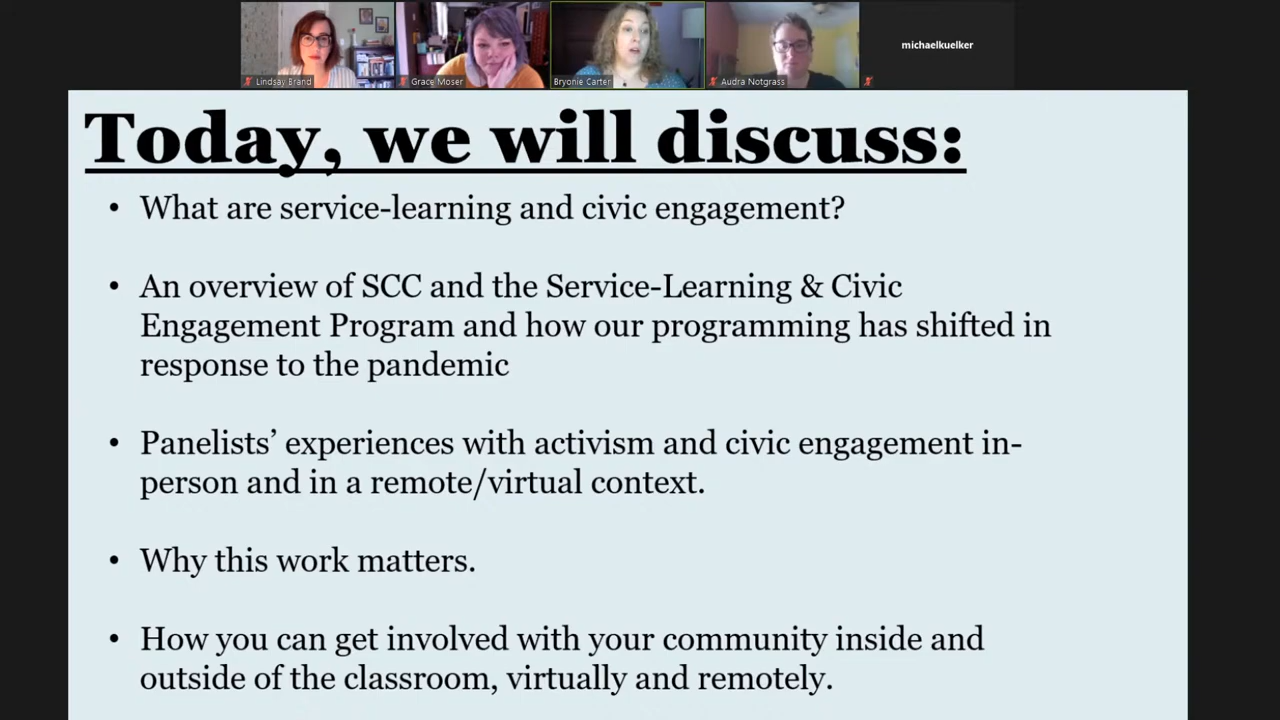 Lindsay Brand
Grace Moser
Bryonie Carter
Audra Notgrass
michaelkuelker
Today, we will discuss:
• What are service-learning and civic engagement?
• An overview of SCC and the Service-Learning & Civic
Engagement Program and how our programming has shifted in
response to the pandemic
• Panelists’ experiences with activism and civic engagement in-
person and in a remote/virtual context.
• Why this work matters.
• How you can get involved with your community inside and
outside of the classroom, virtually and remotely.